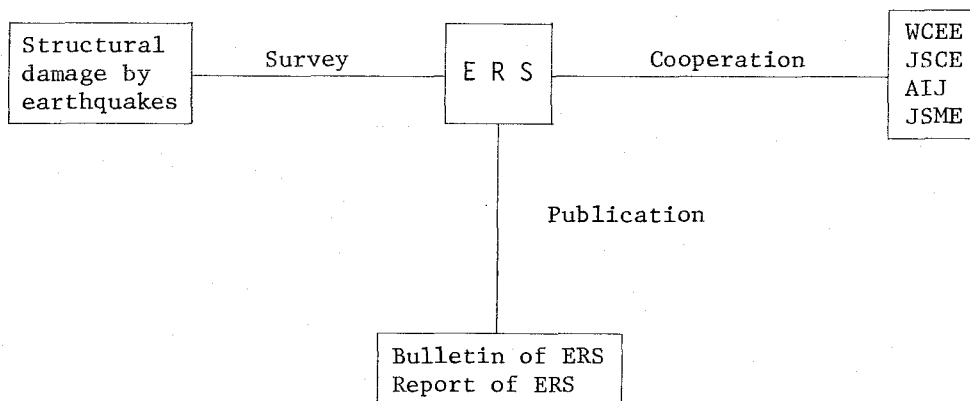 Structural
damage by
earthquakes
Survey
E R S
Cooperation
WCEE
JSCE
AIJ
JSME
Publication
Bulletin of ERS
Report of ERS